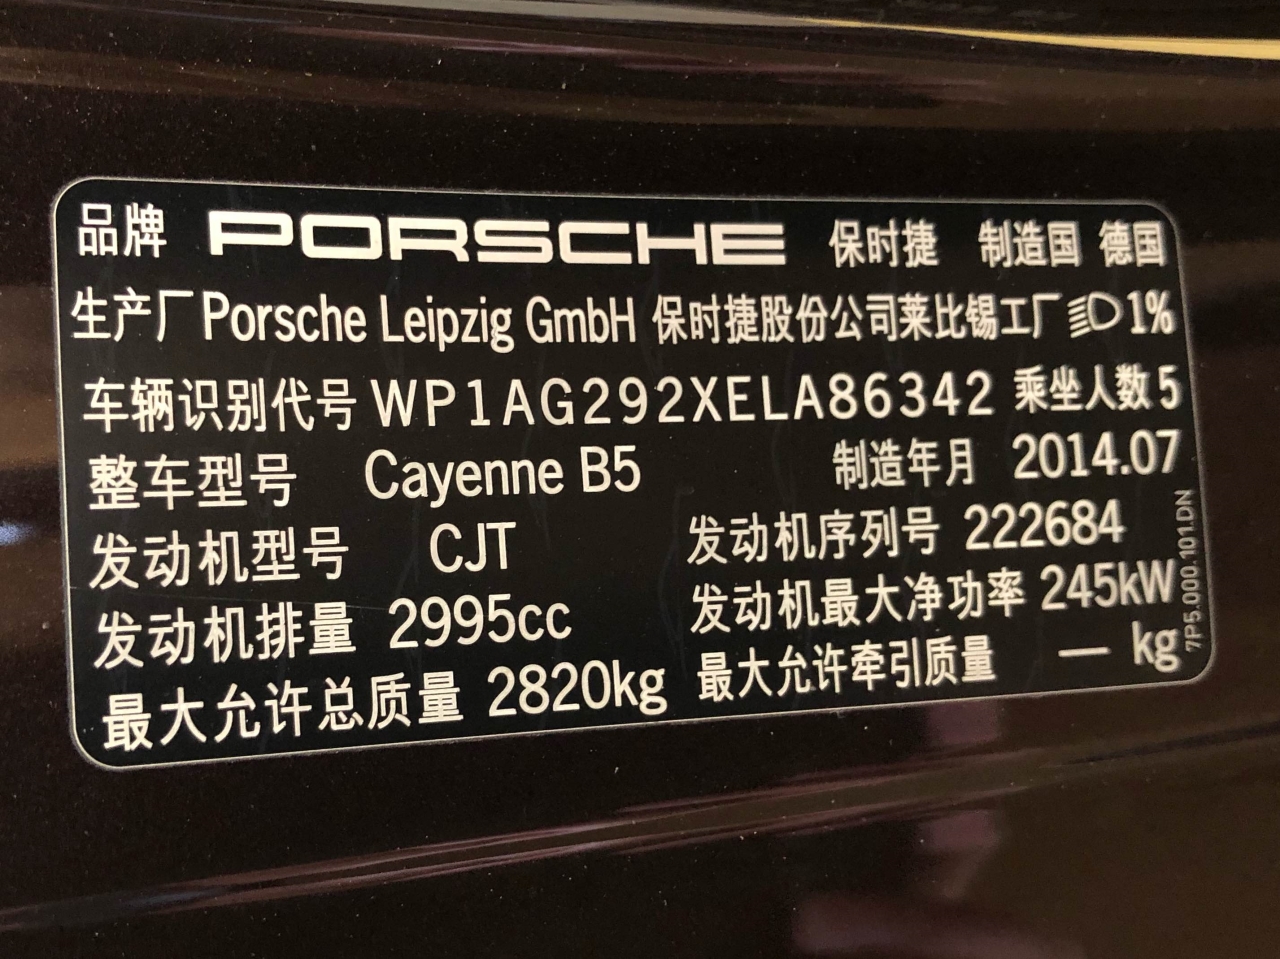 品牌 PORSCHE 保时捷 制造国 德国
生产厂 Porsche Leipzig GmbH 保时捷股份公司莱比锡工厂 1%
车辆识别代号 WP1AG292XELA86342 乘坐人数 5
整车型号 Cayenne B5 制造年月 2014.07
发动机型号 CJT 发动机序列号 222684
发动机排量 2995cc 发动机最大净功率 245kW
最大允许总质量 2820kg 最大允许牵引质量 — kg
7P5.000.101.DN